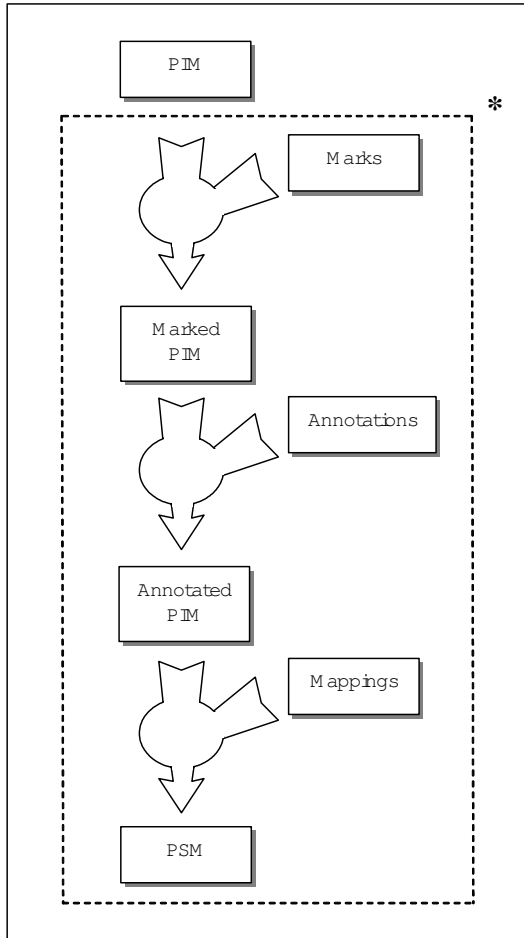 PIM
*
Marks
Marked
PIM
Annotations
Annotated
PIM
Mappings
PSM